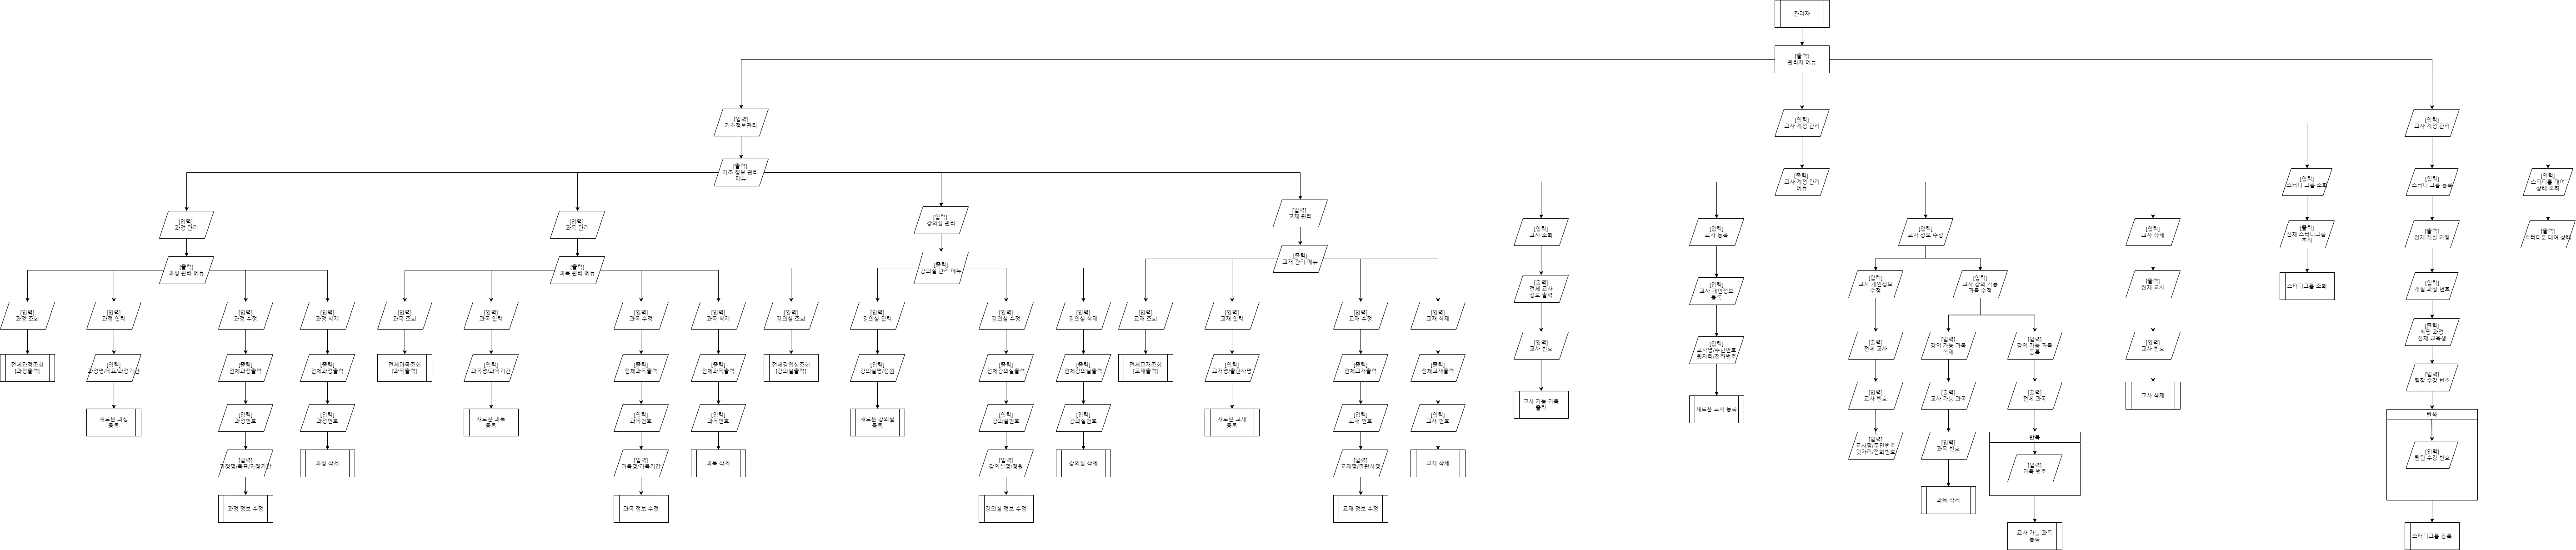 관리자
[출력]
관리자 메뉴
[입력]
기초정보관리
[입력]
교사 계정 관리
[입력]
교사 계정 관리
[출력]
기초 정보 관리
메뉴
[출력]
교사 계정 관리
메뉴
[입력]
스터디 그룹 조회
[입력]
스터디 그룹 등록
[입력]
스터디룸 대여
상태 조회
[입력]
과정 관리
[입력]
과목 관리
[입력]
강의실 관리
[입력]
교재 관리
[입력]
교사 조회
[입력]
교사 등록
[입력]
교사 정보 수정
[입력]
교사 삭제
[출력]
전체 스터디그룹
조회
[출력]
전체 개설 과정
[출력]
스터디룸 대여 상태
[출력]
과정 관리 메뉴
[출력]
과목 관리 메뉴
[출력]
강의실 관리 메뉴
[출력]
교재 관리 메뉴
[출력]
전체 교사
정보 출력
[입력]
교사 개인정보
등록
[입력]
교사 개인정보
수정
[입력]
교사 강의 가능
과목 수정
[출력]
전체 교사
스터디그룹 조회
[입력]
개설 과정 번호
[입력]
과정 조회
[입력]
과정 입력
[입력]
과정 수정
[입력]
과정 삭제
[입력]
과목 조회
[입력]
과목 입력
[입력]
과목 수정
[입력]
과목 삭제
[입력]
강의실 조회
[입력]
강의실 입력
[입력]
강의실 수정
[입력]
강의실 삭제
[입력]
교재 조회
[입력]
교재 입력
[입력]
교재 수정
[입력]
교재 삭제
[입력]
교사 번호
[입력]
교사명/주민번호
뒷자리/전화번호
[출력]
전체 교사
[입력]
강의 가능 과목
삭제
[입력]
강의 가능 과목
등록
[입력]
교사 번호
[출력]
해당 과정
전체 교육생
전체과정조회
[과정출력]
[입력]
과정명/목표/과정기간
[출력]
전체과정출력
[출력]
전체과정출력
전체과목조회
[과목출력]
[입력]
과목명/과목기간
[출력]
전체과목출력
[출력]
전체과목출력
전체강의실조회
[강의실출력]
[입력]
강의실명/정원
[출력]
전체강의실출력
[출력]
전체강의실출력
전체교재조회
[교재출력]
[입력]
교재명/출판사명
[출력]
전체교재출력
[출력]
전체교재출력
교사 가능 과목
출력
새로운 교사 등록
[입력]
교사 번호
[출력]
교사 가능 과목
[출력]
전체 과목
교사 삭제
[입력]
팀장 수강 번호
새로운 과정
등록
[입력]
과정번호
[입력]
과정번호
새로운 과목
등록
[입력]
과목번호
[입력]
과목번호
새로운 강의실
등록
[입력]
강의실번호
[입력]
강의실번호
새로운 교재
등록
[입력]
교재 번호
[입력]
교재 번호
[입력]
교사명/주민번호
뒷자리/전화번호
[입력]
과목 번호
반복
[입력]
과목 번호
반복
[입력]
팀원 수강 번호
[입력]
과정명/목표/과정기간
과정 삭제
[입력]
과목명/과목기간
과목 삭제
[입력]
강의실명/정원
강의실 삭제
[입력]
교재명/출판사명
교재 삭제
과정 정보 수정
과목 정보 수정
강의실 정보 수정
교재 정보 수정
과목 삭제
교사 가능 과목
등록
스터디그룹 등록